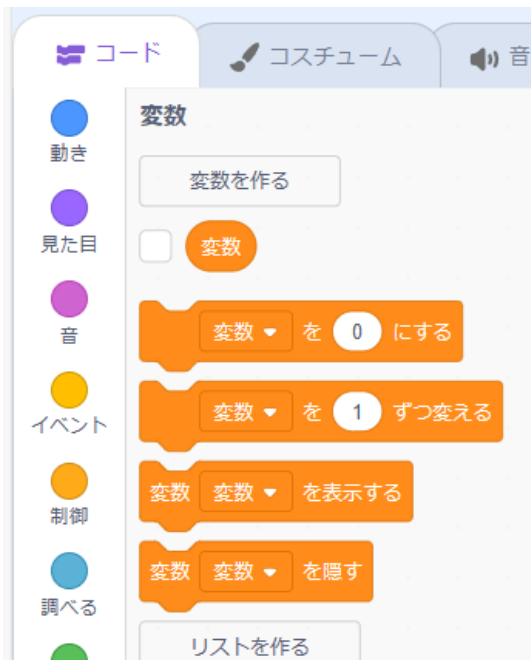 コード
コスチューム
音
動き
見た目
音
イベント
制御
調べる
変数
変数を作る
変数
変数 を 0 にする
変数 を 1 ずつ変える
変数 変数 を表示する
変数 変数 を隠す
リストを作る